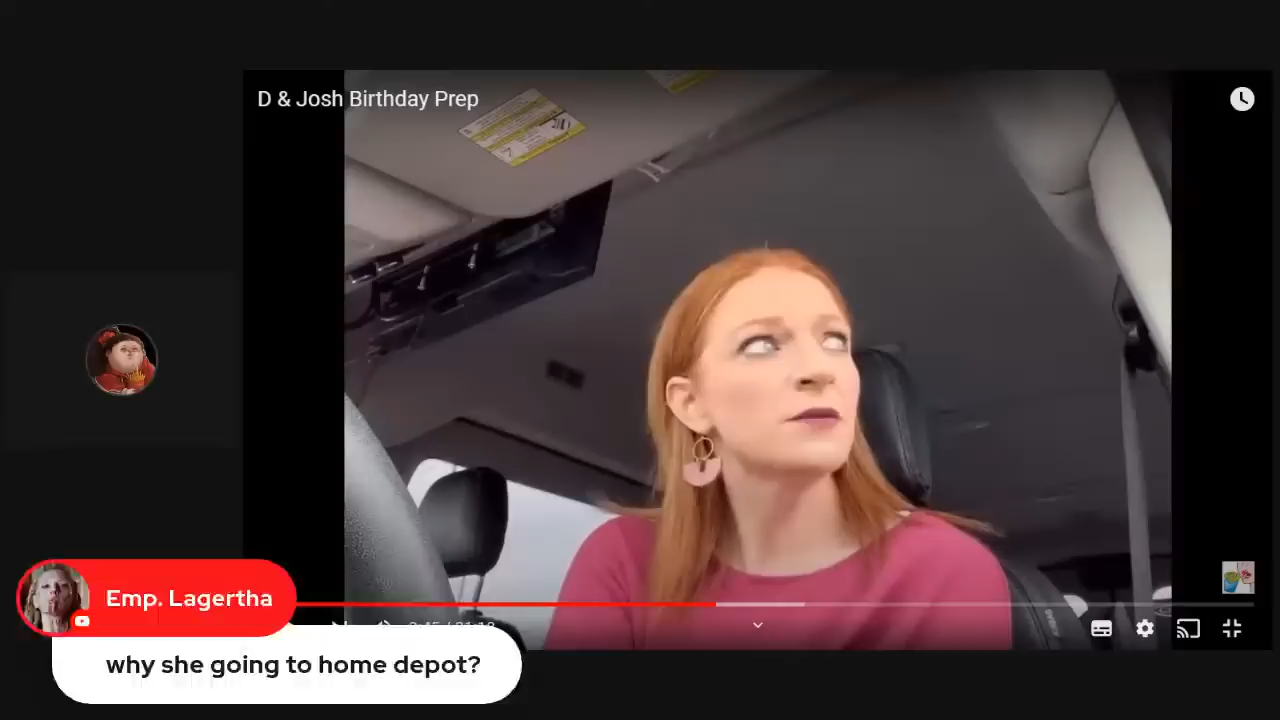 D & Josh Birthday Prep
Emp. Lagertha
why she going to home depot?